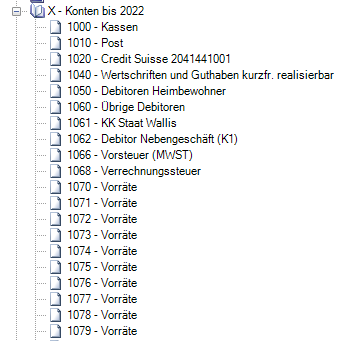 X - Konten bis 2022
1000 - Kassen
1010 - Post
1020 - Credit Suisse 2041441001
1040 - Wertschriften und Guthaben kurzfr. realisierbar
1050 - Debitoren Heimbewohner
1060 - Übrige Debitoren
1061 - KK Staat Wallis
1062 - Debitor Nebengeschäft (K1)
1066 - Vorsteuer (MWST)
1068 - Verrechnungssteuer
1070 - Vorräte
1071 - Vorräte
1072 - Vorräte
1073 - Vorräte
1074 - Vorräte
1075 - Vorräte
1076 - Vorräte
1077 - Vorräte
1078 - Vorräte
1079 - Vorräte